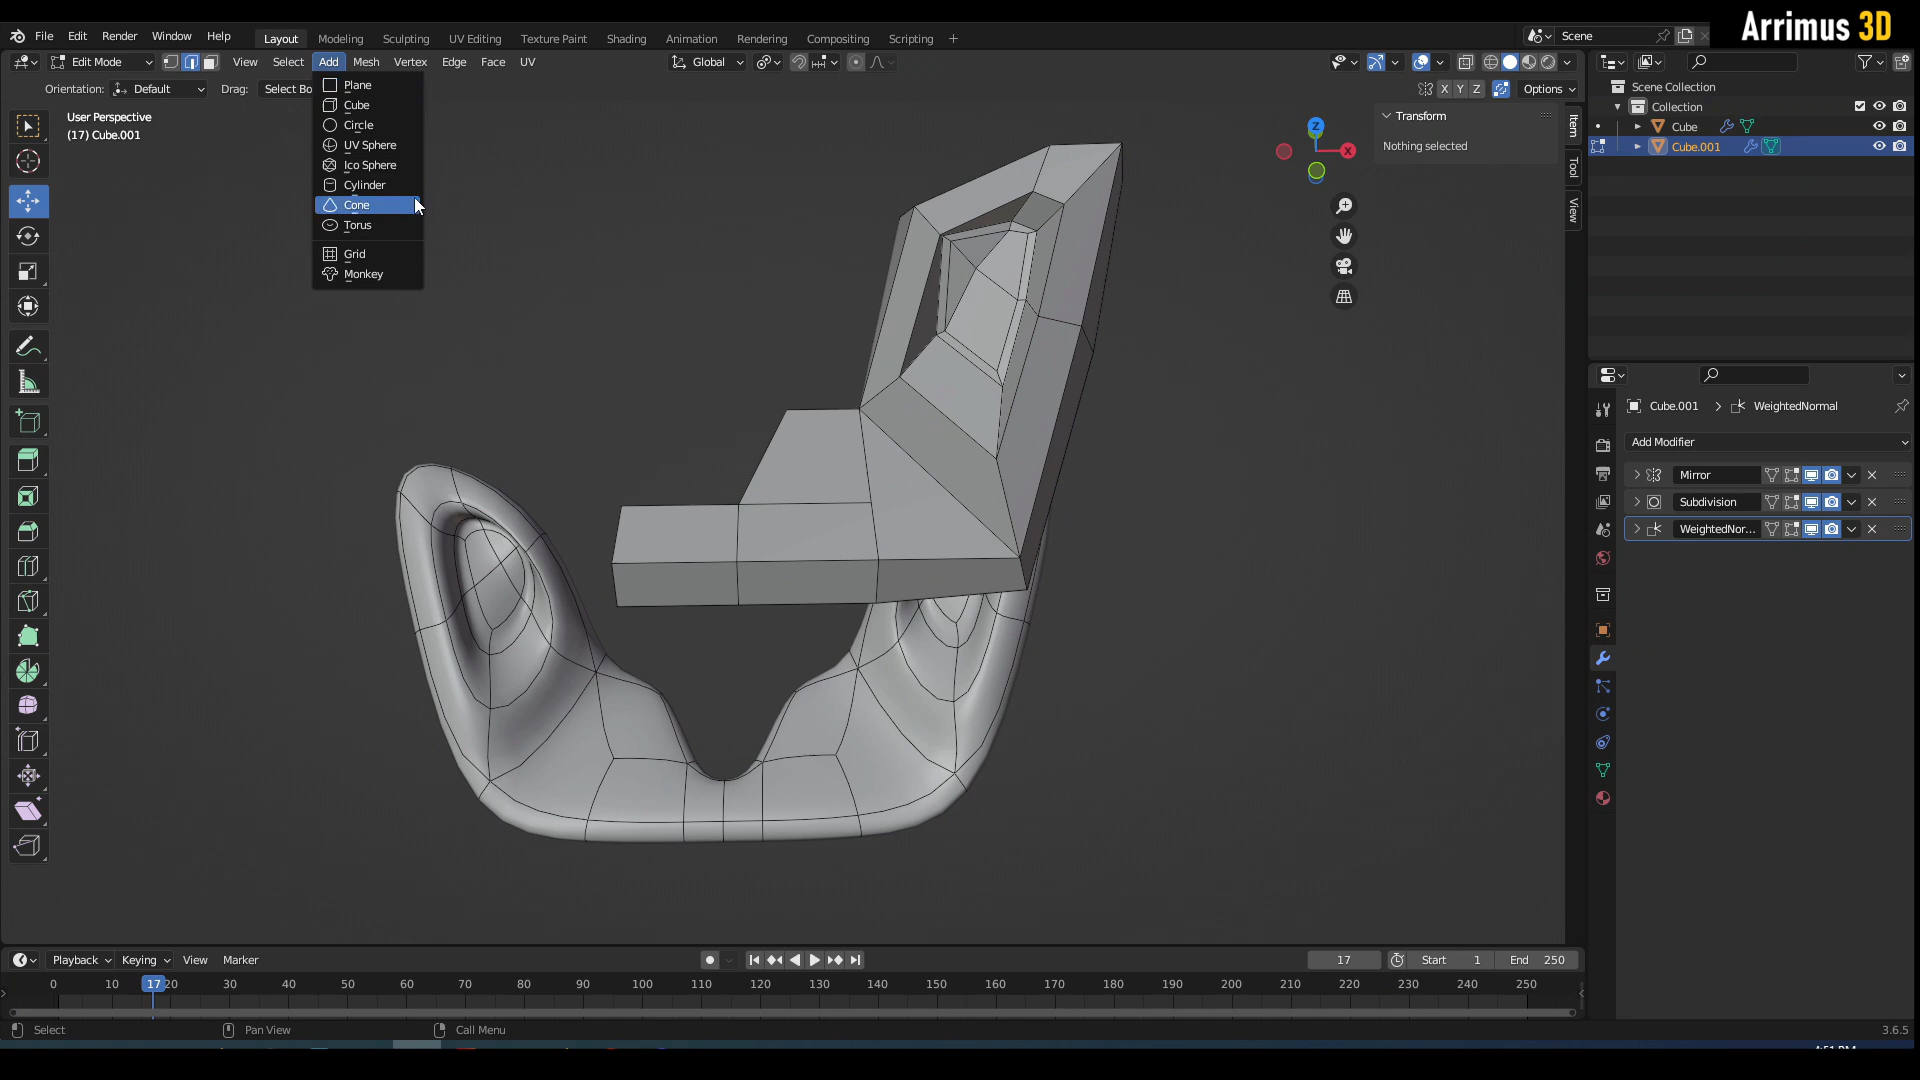 Arrimus 3D
File Edit Render Window Help Layout Modeling Sculpting UV Editing Texture Paint Shading Animation Rendering Compositing Scripting + Scene
Edit Mode View Select Add Mesh Vertex Edge Face UV Global
Orientation: Default Drag: Select Bo X Y Z Options
Plane
Cube
Circle
UV Sphere
Ico Sphere
Cylinder
Cone
Torus
Grid
Monkey
User Perspective
(17) Cube.001
Z
X
Transform
Nothing selected
Item
Tool
View
Scene Collection
Collection
Cube
Cube.001
Cube.001 > WeightedNormal
Add Modifier
Mirror
Subdivision
WeightedNor...
Playback Keying View Marker 17 Start 1 End 250
0 10 17 20 30 40 50 60 70 80 90 100 110 120 130 140 150 160 170 180 190 200 210 220 230 240 250
Select Pan View Call Menu 3.6.5